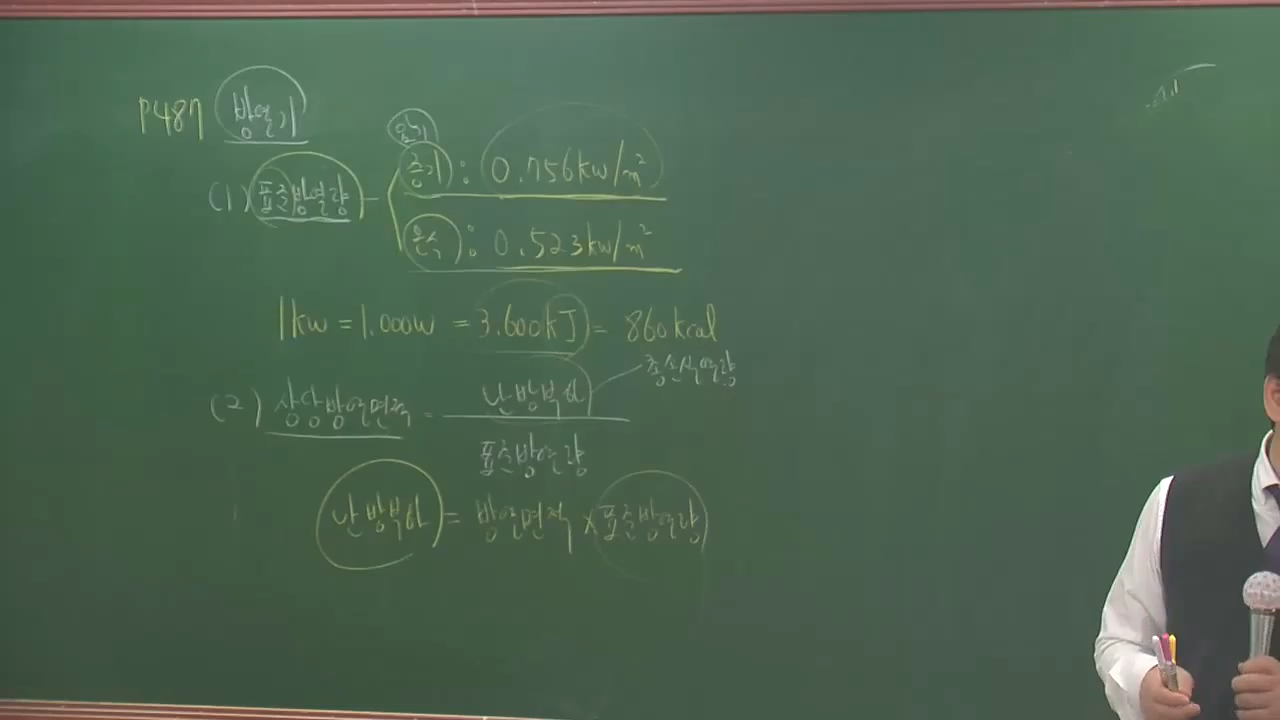 P487 방열기
(1) 표준방열량
증기 : 0.756kw/m²
온수 : 0.523kw/m²
1kw = 1.000w = 3.600kJ = 860kcal
(2) 상당방열면적 = 난방부하 / 표준방열량
총손실열량
난방부하 = 방열면적 × 표준방열량